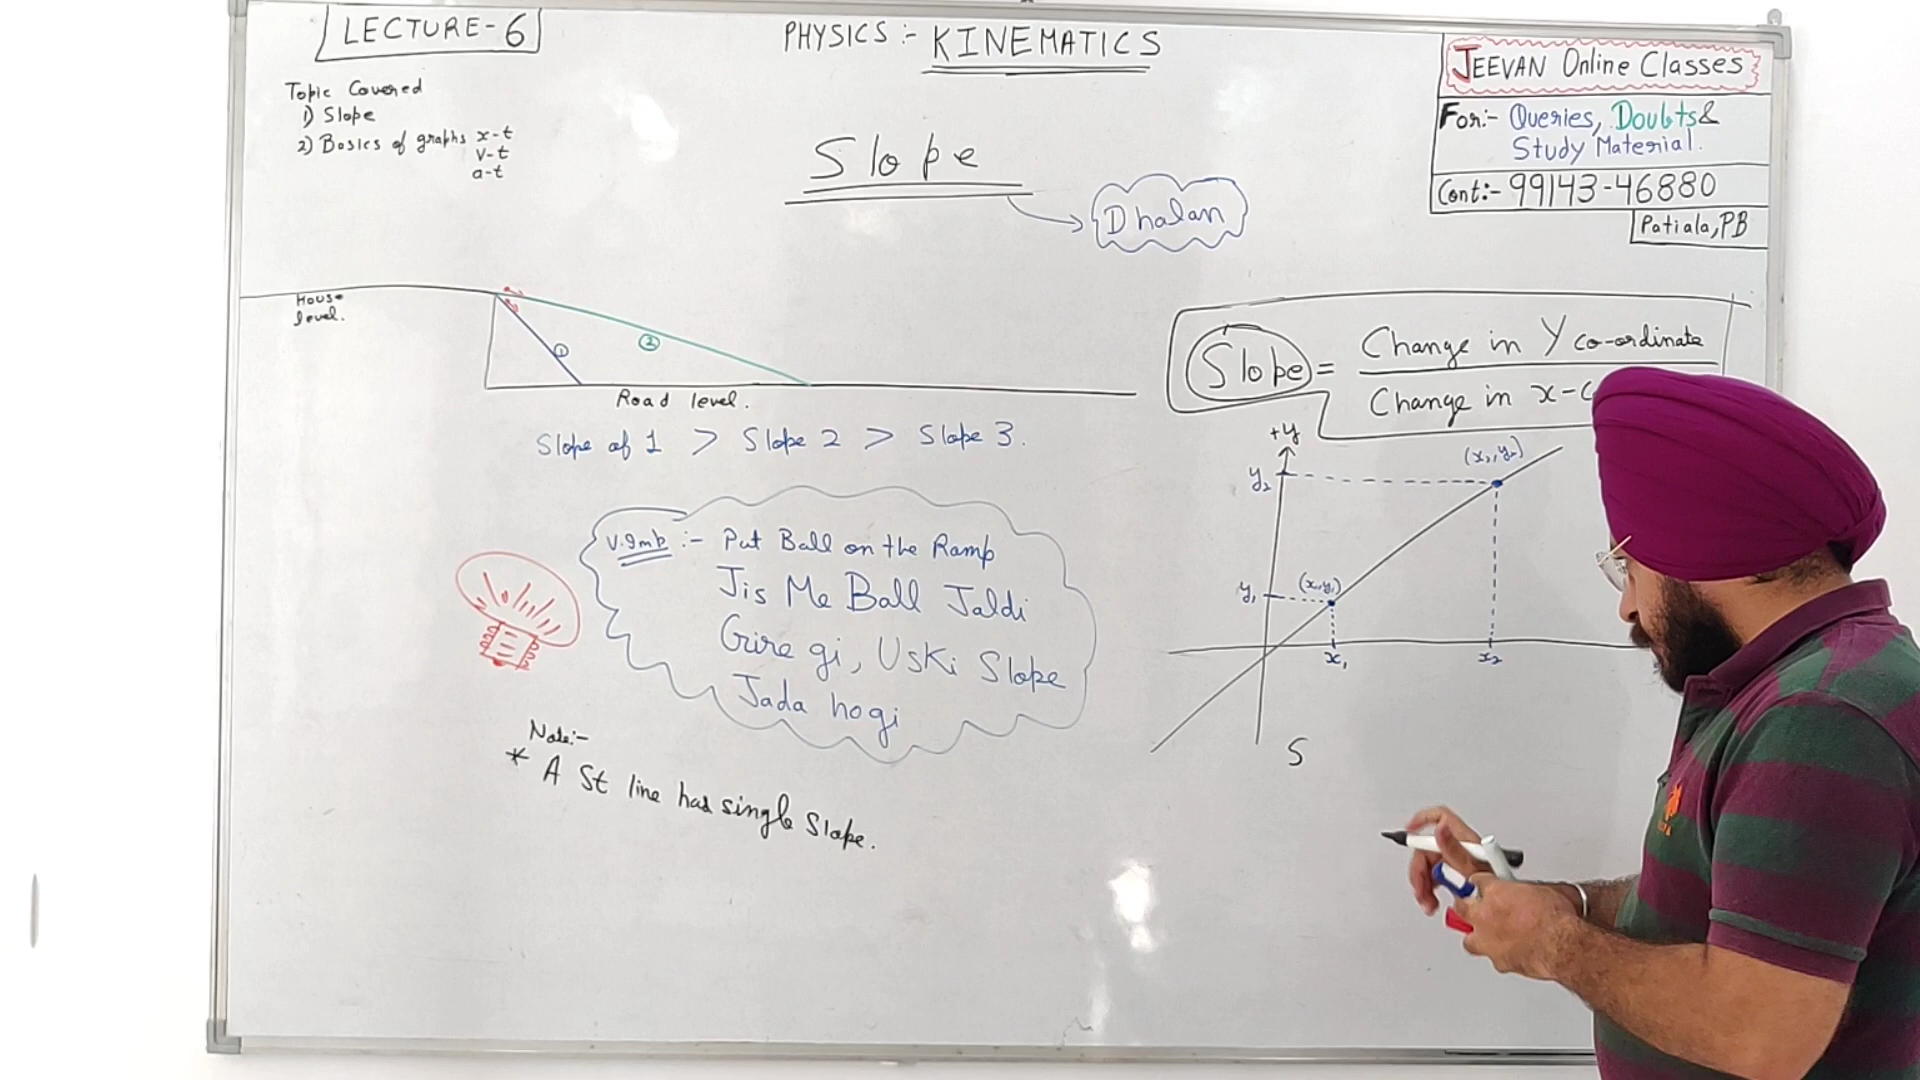 LECTURE-6
PHYSICS:- KINEMATICS
Topic Covered
1) Slope
2) Basics of graphs x-t
v-t
a-t
Slope
Dhalan
JEEVAN Online Classes
For:- Queries, Doubts &
Study Material.
Cont:- 99143-46880
Patiala, PB
House
level.
1
2
Road level.
Slope of 1 > Slope 2 > Slope 3.
V.Imp :- Put Ball on the Ramp
Jis Me Ball Jaldi
Gire gi, Uski Slope
Jada hogi
Note:-
* A St line has single Slope.
Slope = Change in Y co-ordinate
Change in x-c
+y
y₂
(x₂, y₂)
y₁
(x₁, y₁)
x₁
x₂
S